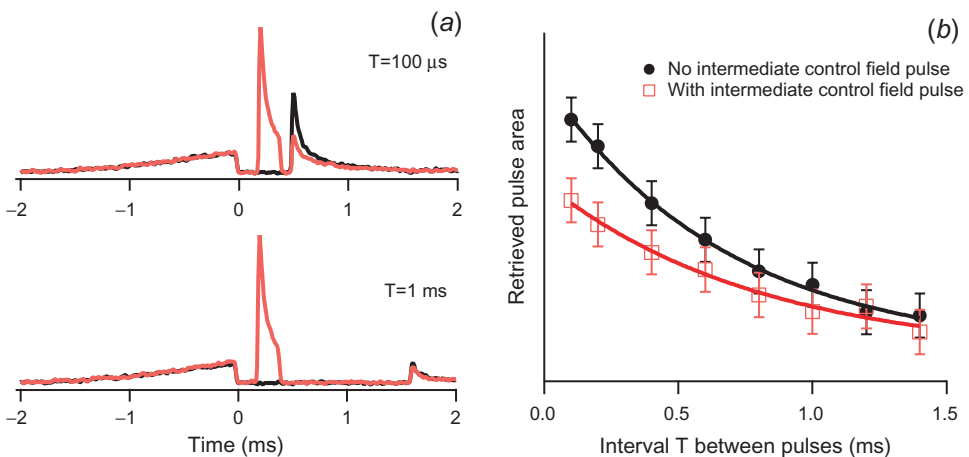 (a)
T=100 µs
−2 −1 0 1 2
T=1 ms
−2 −1 0 1 2
Time (ms)
(b)
No intermediate control field pulse
With intermediate control field pulse
Retrieved pulse area
0.0 0.5 1.0 1.5
Interval T between pulses (ms)